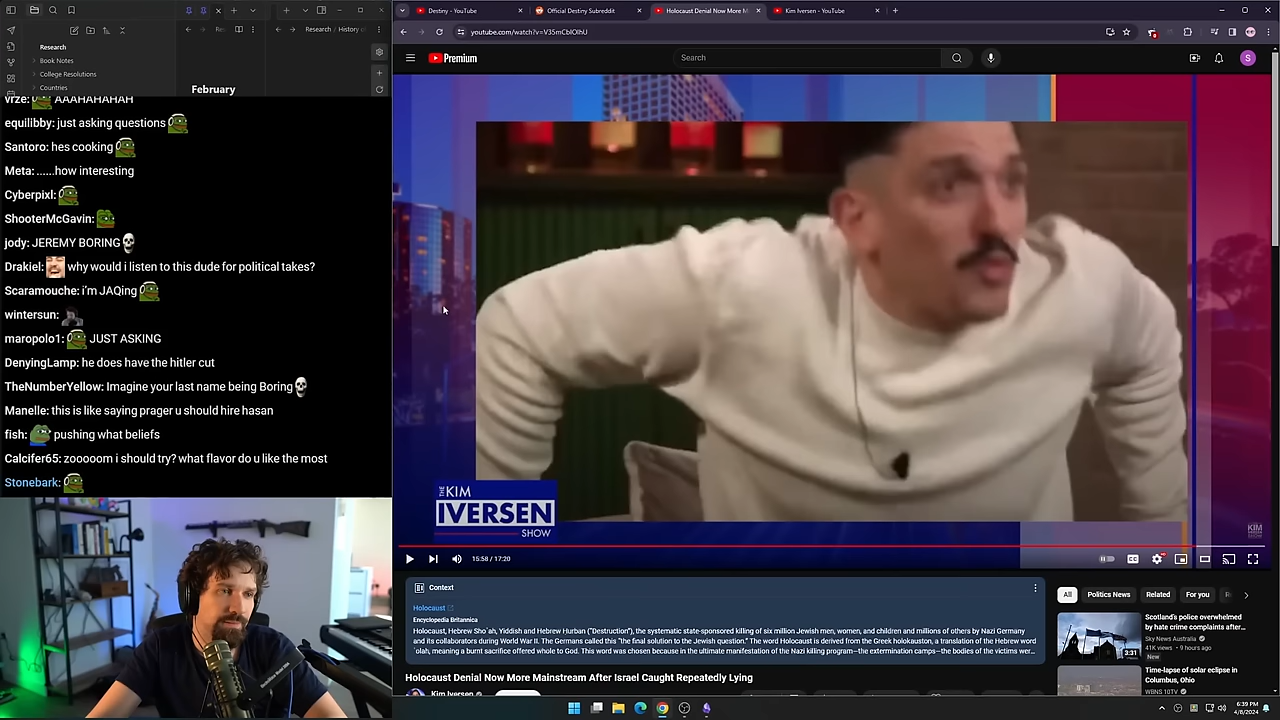 Destiny - YouTube
Official Destiny Subreddit
Holocaust Denial Now More M
Kim Iversen - YouTube
youtube.com/watch?v=V35mCbIOlhU
Research / History
Research
Book Notes
College Resolutions
Countries
February
Premium
Search
S
vrze: AAAHAHAHAH
equilibby: just asking questions
Santoro: hes cooking
Meta: ......how interesting
Cyberpixl:
ShooterMcGavin:
jody: JEREMY BORING
Drakiel: why would i listen to this dude for political takes?
Scaramouche: i'm JAQing
wintersun:
maropolo1: JUST ASKING
DenyingLamp: he does have the hitler cut
TheNumberYellow: Imagine your last name being Boring
Manelle: this is like saying prager u should hire hasan
fish: pushing what beliefs
Calcifer65: zooooom i should try? what flavor do u like the most
Stonebark:
THE KIM
IVERSEN
SHOW
KIM
IVERSEN
15:58 / 17:20
Context
Holocaust
Encyclopedia Britannica
Holocaust, Hebrew Sho´ah, Yiddish and Hebrew Hurban ("Destruction"), the systematic state-sponsored killing of six million Jewish men, women, and children and millions of others by Nazi Germany
and its collaborators during World War II. The Germans called this "the final solution to the Jewish question." The word Holocaust is derived from the Greek holokauston, a translation of the Hebrew word
´olah, meaning a burnt sacrifice offered whole to God. This word was chosen because in the ultimate manifestation of the Nazi killing program—the extermination camps—the bodies of the victims wer...
Holocaust Denial Now More Mainstream After Israel Caught Repeatedly Lying
Kim Iversen
All
Politics News
Related
For you
Scotland's police overwhelmed
by hate crime complaints after...
Sky News Australia
41K views • 9 hours ago
New
3:31
Time-lapse of solar eclipse in
Columbus, Ohio
WBNS 10TV
6:39 PM
4/8/2024